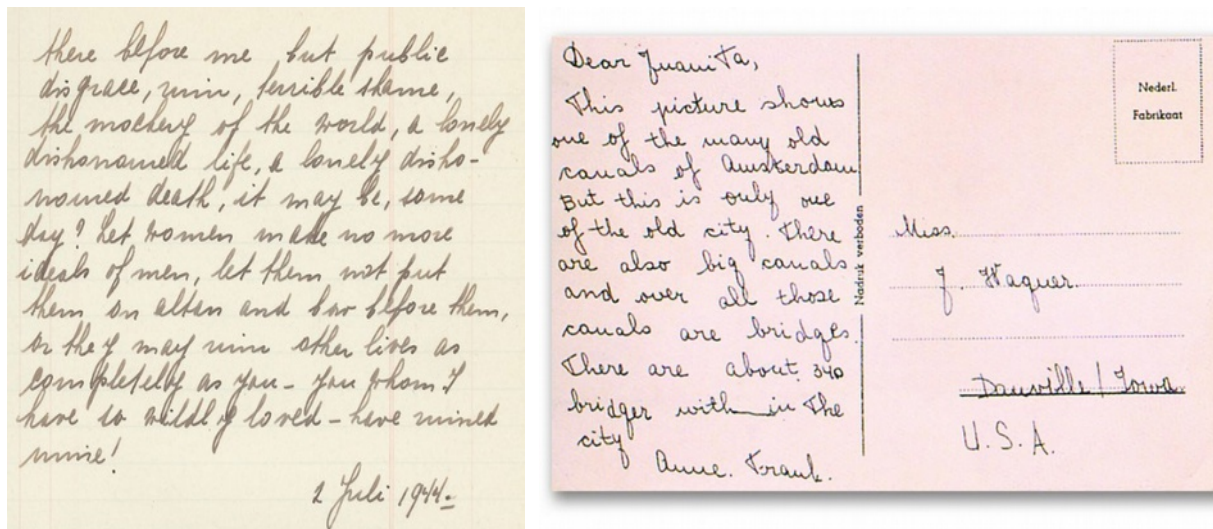 there before me but public
disgrace, ruin, terrible shame,
the mockery of the world, a lonely
dishonoured life, a lonely disho-
noured death, it may be, some
day? Let women make no more
ideals of men, let them not put
them on altars and bow before them,
or they may ruin other lives as
completely as you – you whom I
have so wildly loved – have ruined
mine!
2 Juli 1944.
Dear Juanita,
This picture shows
one of the many old
canals of Amsterdam
But this is only one
of the old city. There
are also big canals
and over all those
canals are bridges.
There are about 340
bridges within the
city
Anne. Frank.
Nadruk verboden
Nederl.
Fabrikaat
Miss.
J. Wagner.
Danville / Iowa
U.S.A.